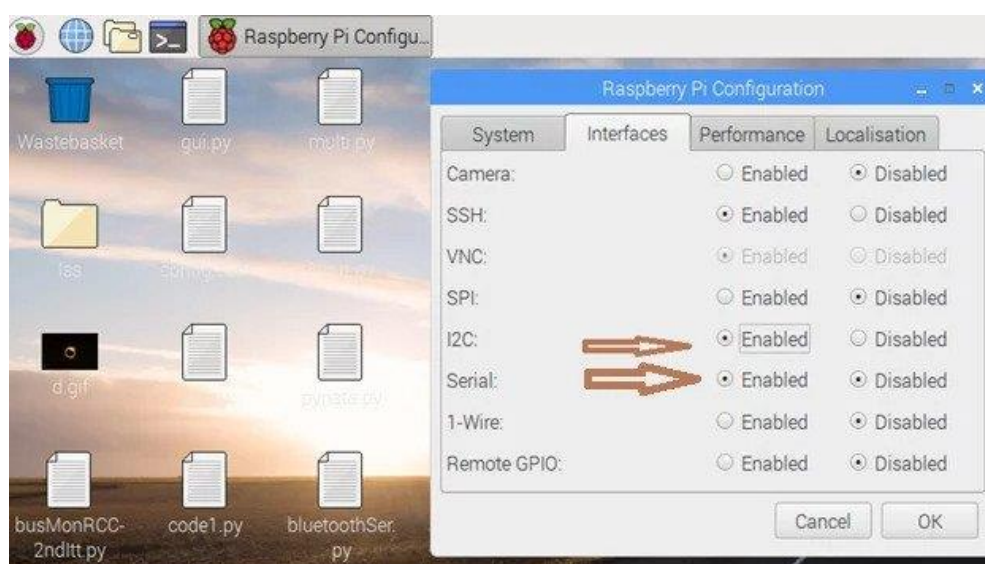 Raspberry Pi Configu...
Raspberry Pi Configuration
Wastebasket
gui.py
multi.py
System
Interfaces
Performance
Localisation
Camera:
Enabled
Disabled
SSH:
Enabled
Disabled
VNC:
Enabled
Disabled
SPI:
Enabled
Disabled
I2C:
Enabled
Disabled
Serial:
Enabled
Disabled
1-Wire:
Enabled
Disabled
Remote GPIO:
Enabled
Disabled
Cancel
OK
d.gif
busMonRCC-
2ndItt.py
code1.py
bluetoothSer.
py